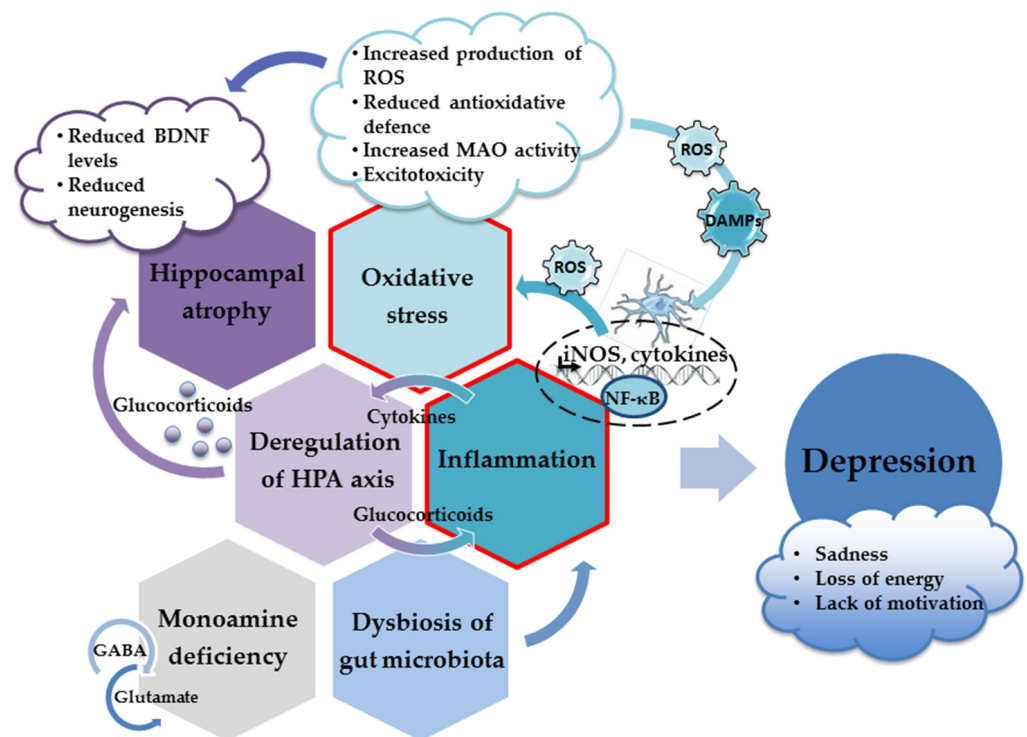 • Increased production of
ROS
• Reduced antioxidative
defence
• Increased MAO activity
• Excitotoxicity
• Reduced BDNF
levels
• Reduced
neurogenesis
ROS
DAMPs
Hippocampal
atrophy
Oxidative
stress
ROS
iNOS, cytokines
NF-κB
Glucocorticoids
Cytokines
Deregulation
of HPA axis
Inflammation
Glucocorticoids
Depression
• Sadness
• Loss of energy
• Lack of motivation
Monoamine
deficiency
GABA
Glutamate
Dysbiosis of
gut microbiota